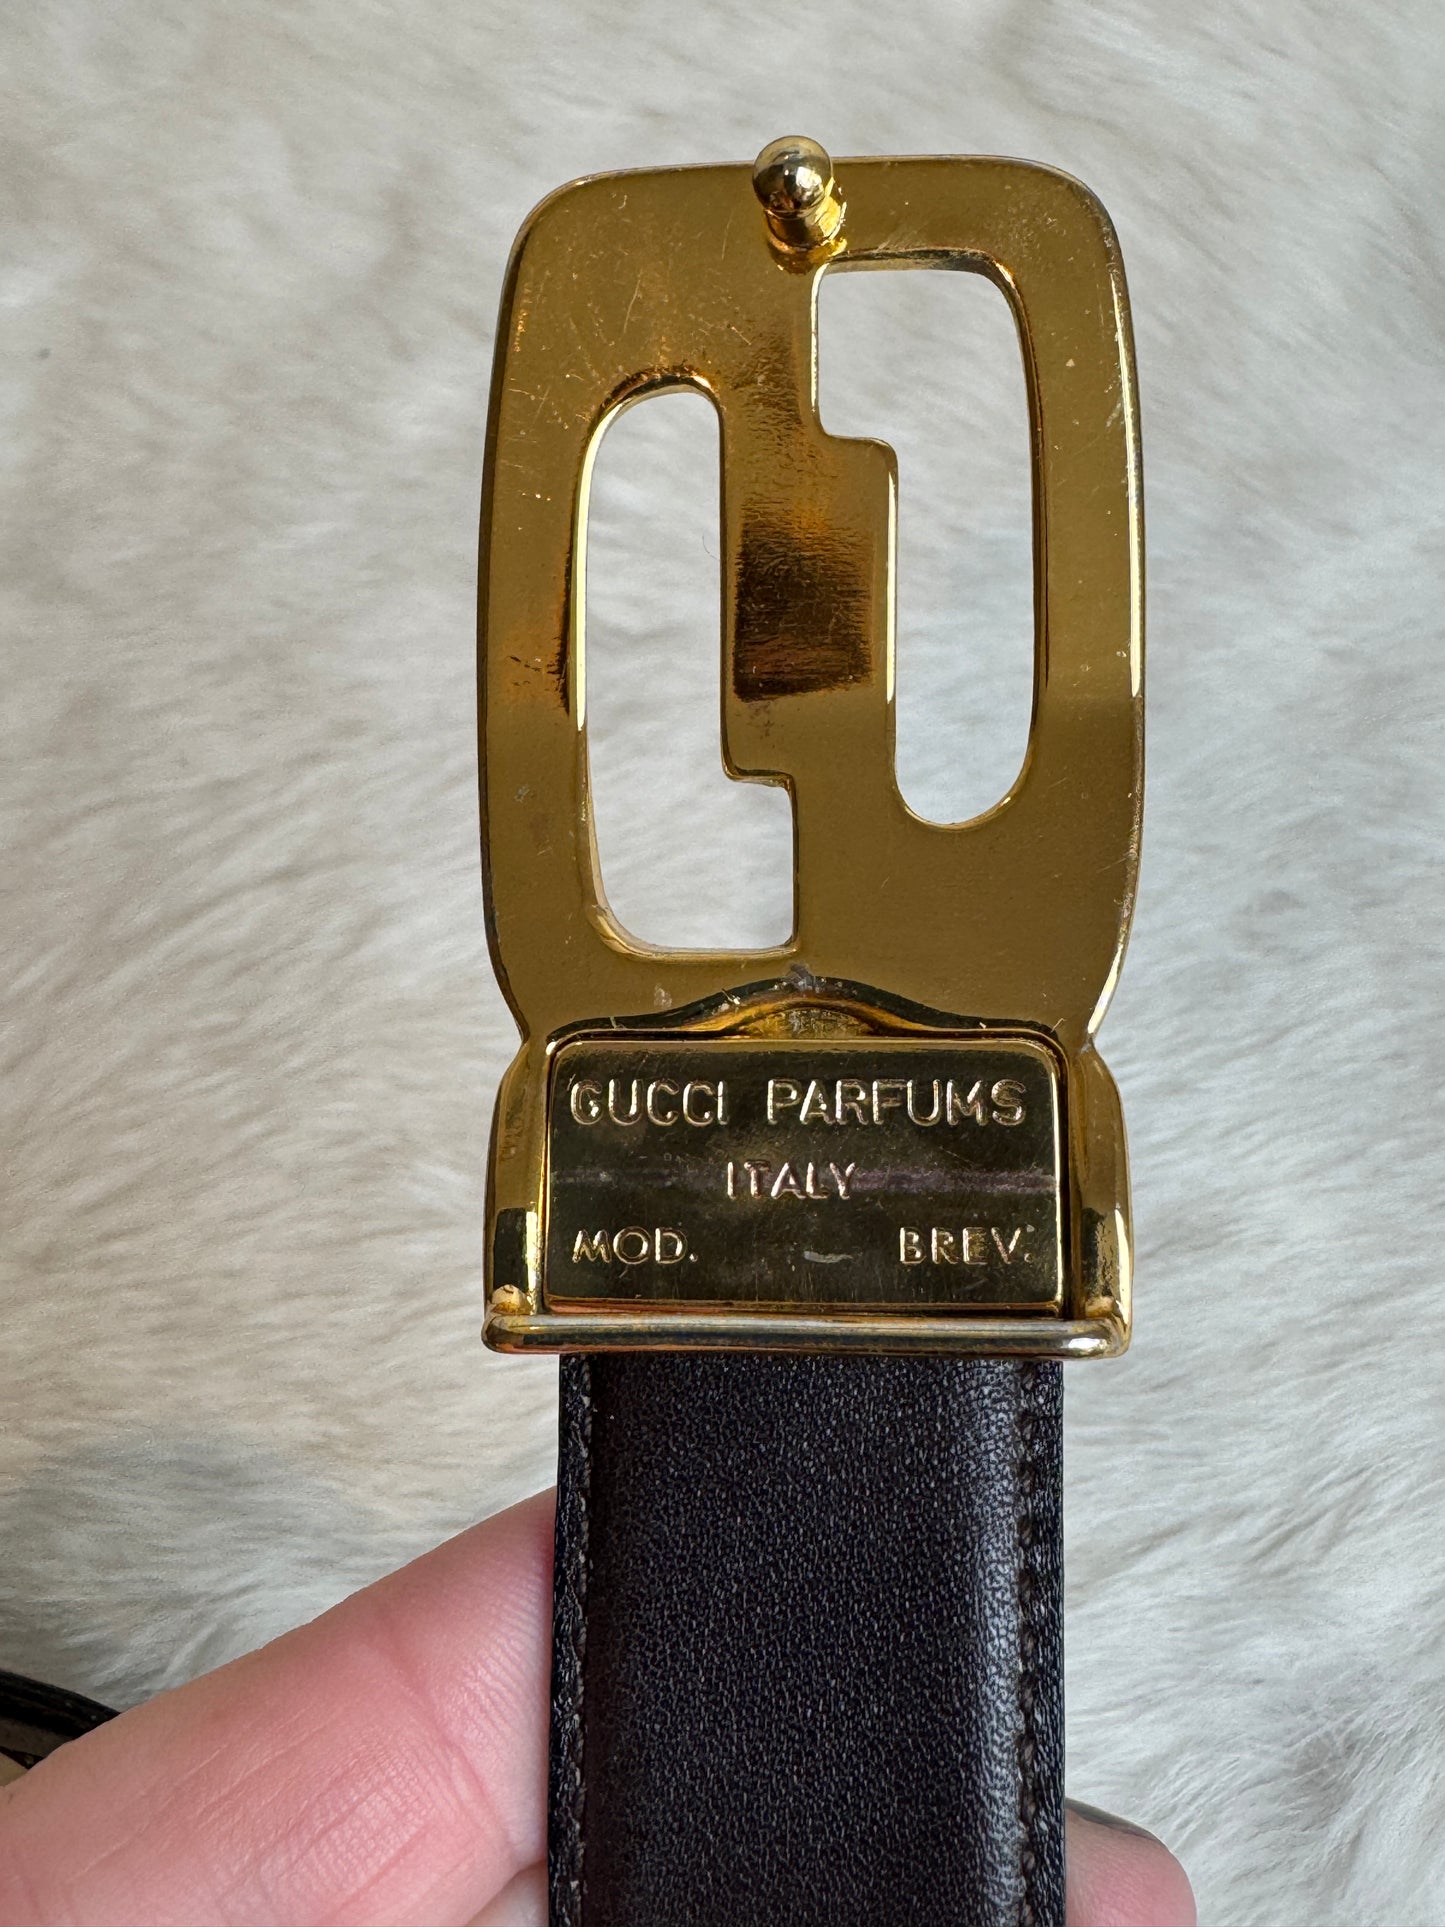 GUCCI PARFUMS
ITALY
MOD. BREV.